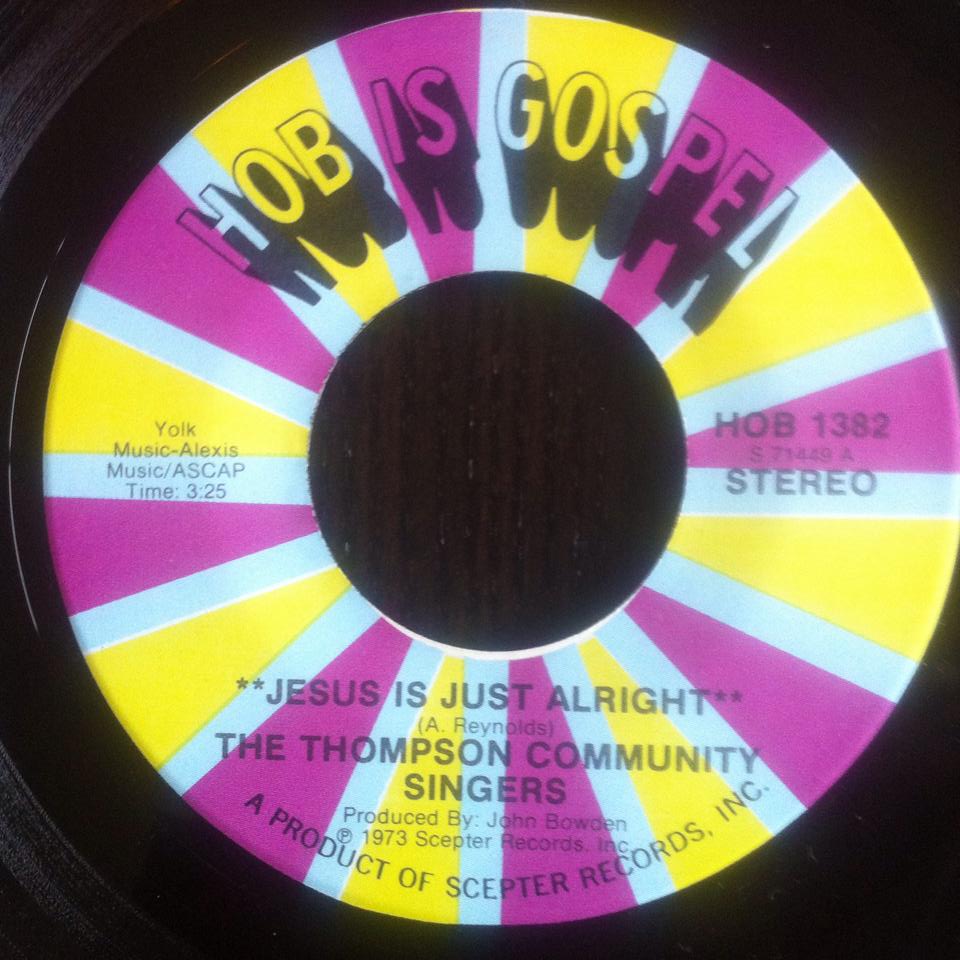 HOB IS GOSPEL
Yolk
Music-Alexis
Music/ASCAP
Time: 3:25
HOB 1382
S 71449 A
STEREO
**JESUS IS JUST ALRIGHT**
(A. Reynolds)
THE THOMPSON COMMUNITY
SINGERS
Produced By: John Bowden
℗ 1973 Scepter Records, Inc.
A PRODUCT OF SCEPTER RECORDS, INC.